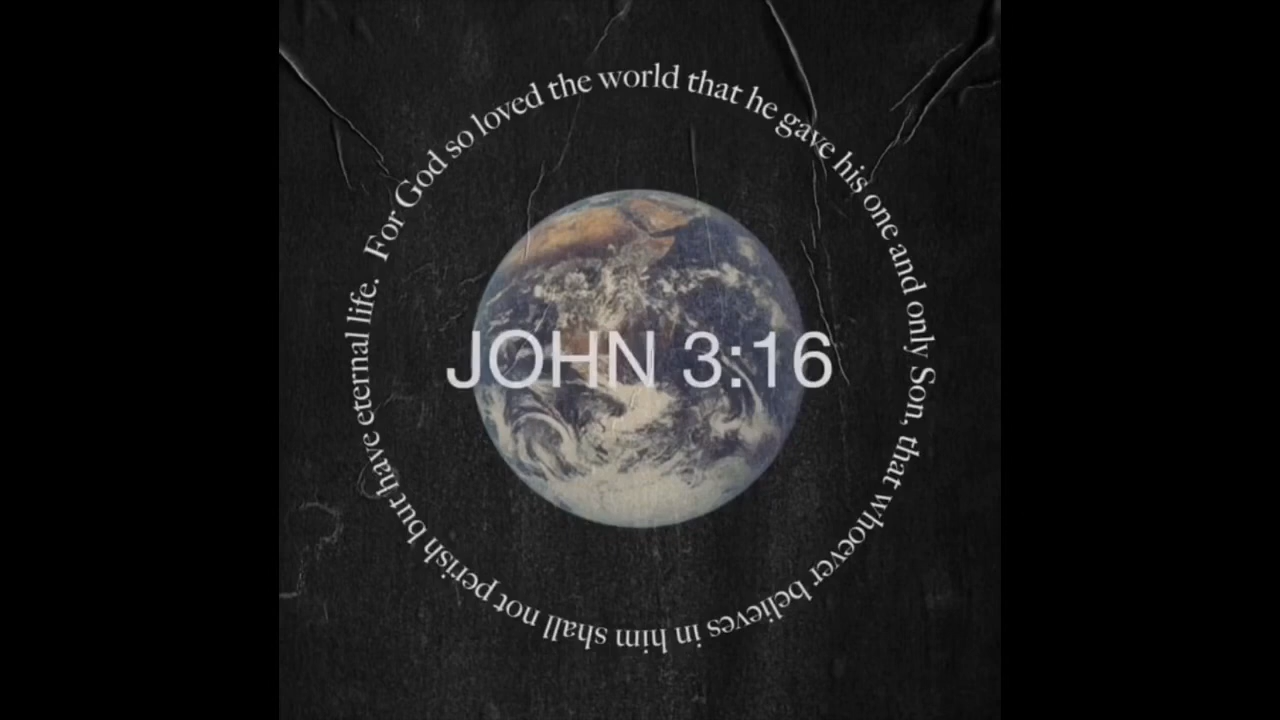 For God so loved the world that he gave his one and only Son, that whoever believes in him shall not perish but have eternal life.
JOHN 3:16